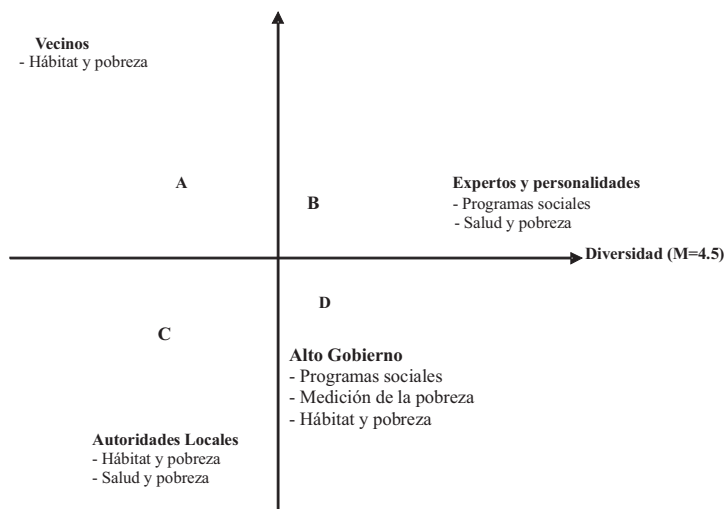 Vecinos
- Hábitat y pobreza
A
B
Expertos y personalidades
- Programas sociales
- Salud y pobreza
Diversidad (M=4.5)
D
C
Alto Gobierno
- Programas sociales
- Medición de la pobreza
- Hábitat y pobreza
Autoridades Locales
- Hábitat y pobreza
- Salud y pobreza